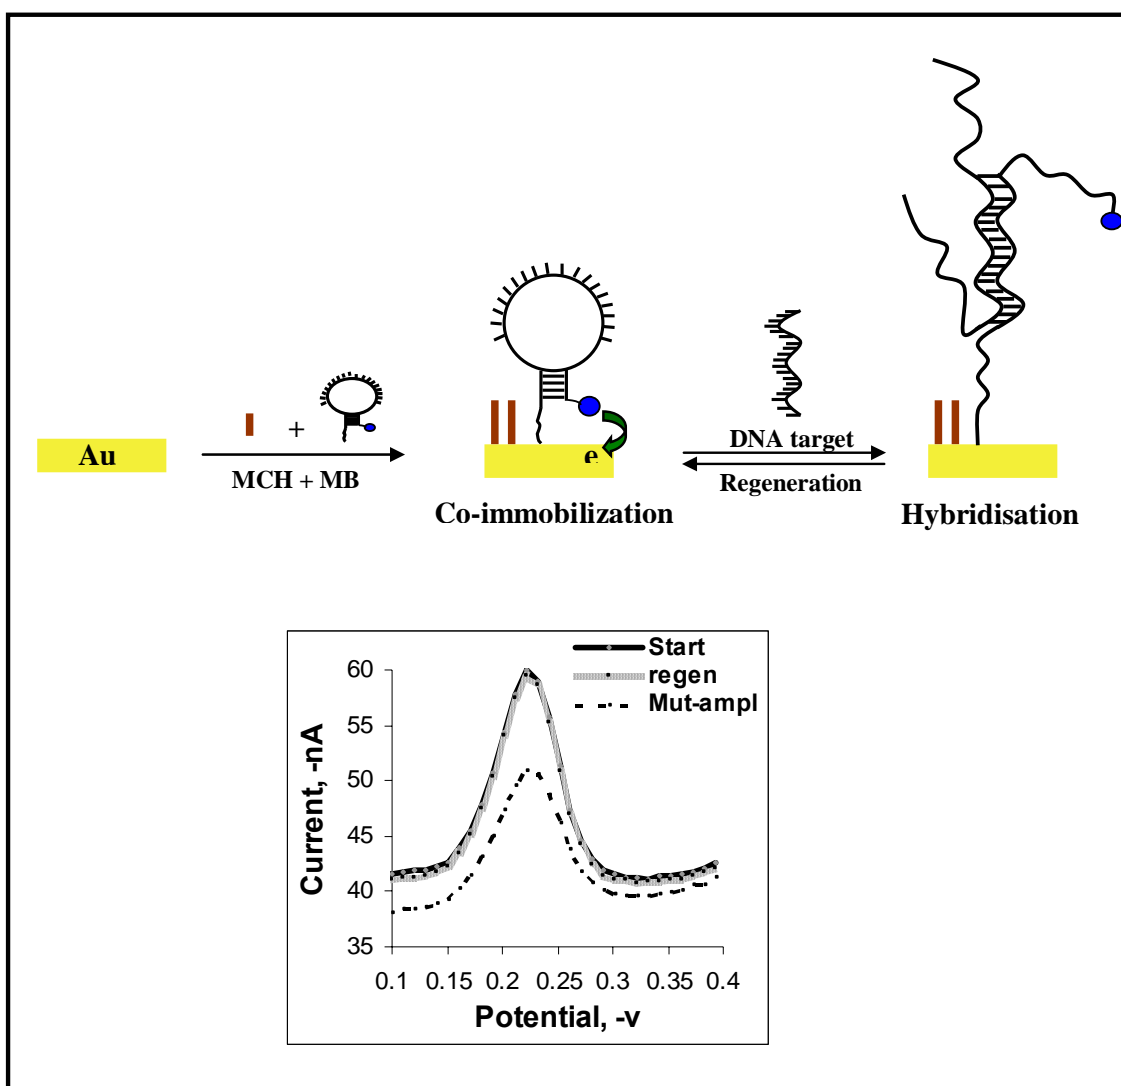 Au
+
MCH + MB
e
Co-immobilization
DNA target
Regeneration
Hybridisation
Start
regen
Mut-ampl
60
55
50
45
40
35
Current, -nA
0.1 0.15 0.2 0.25 0.3 0.35 0.4
Potential, -v